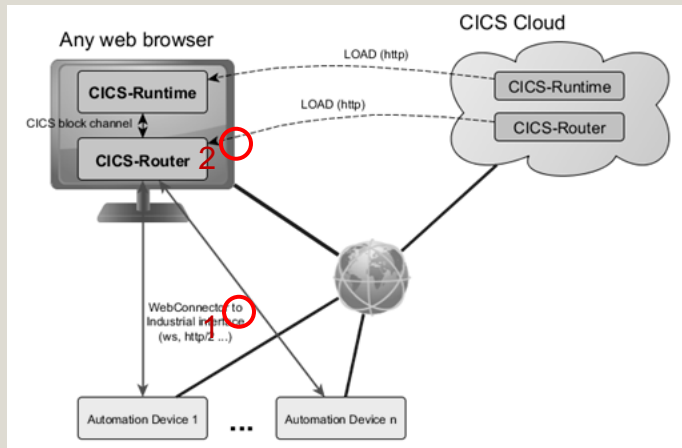 CICS Cloud
Any web browser
LOAD (http)
CICS-Runtime
CICS-Runtime
LOAD (http)
CICS block channel
CICS-Router
CICS-Router
2
WebConnector to
Industrial interface
1
(ws, http/2 ...)
Automation Device 1
...
Automation Device n